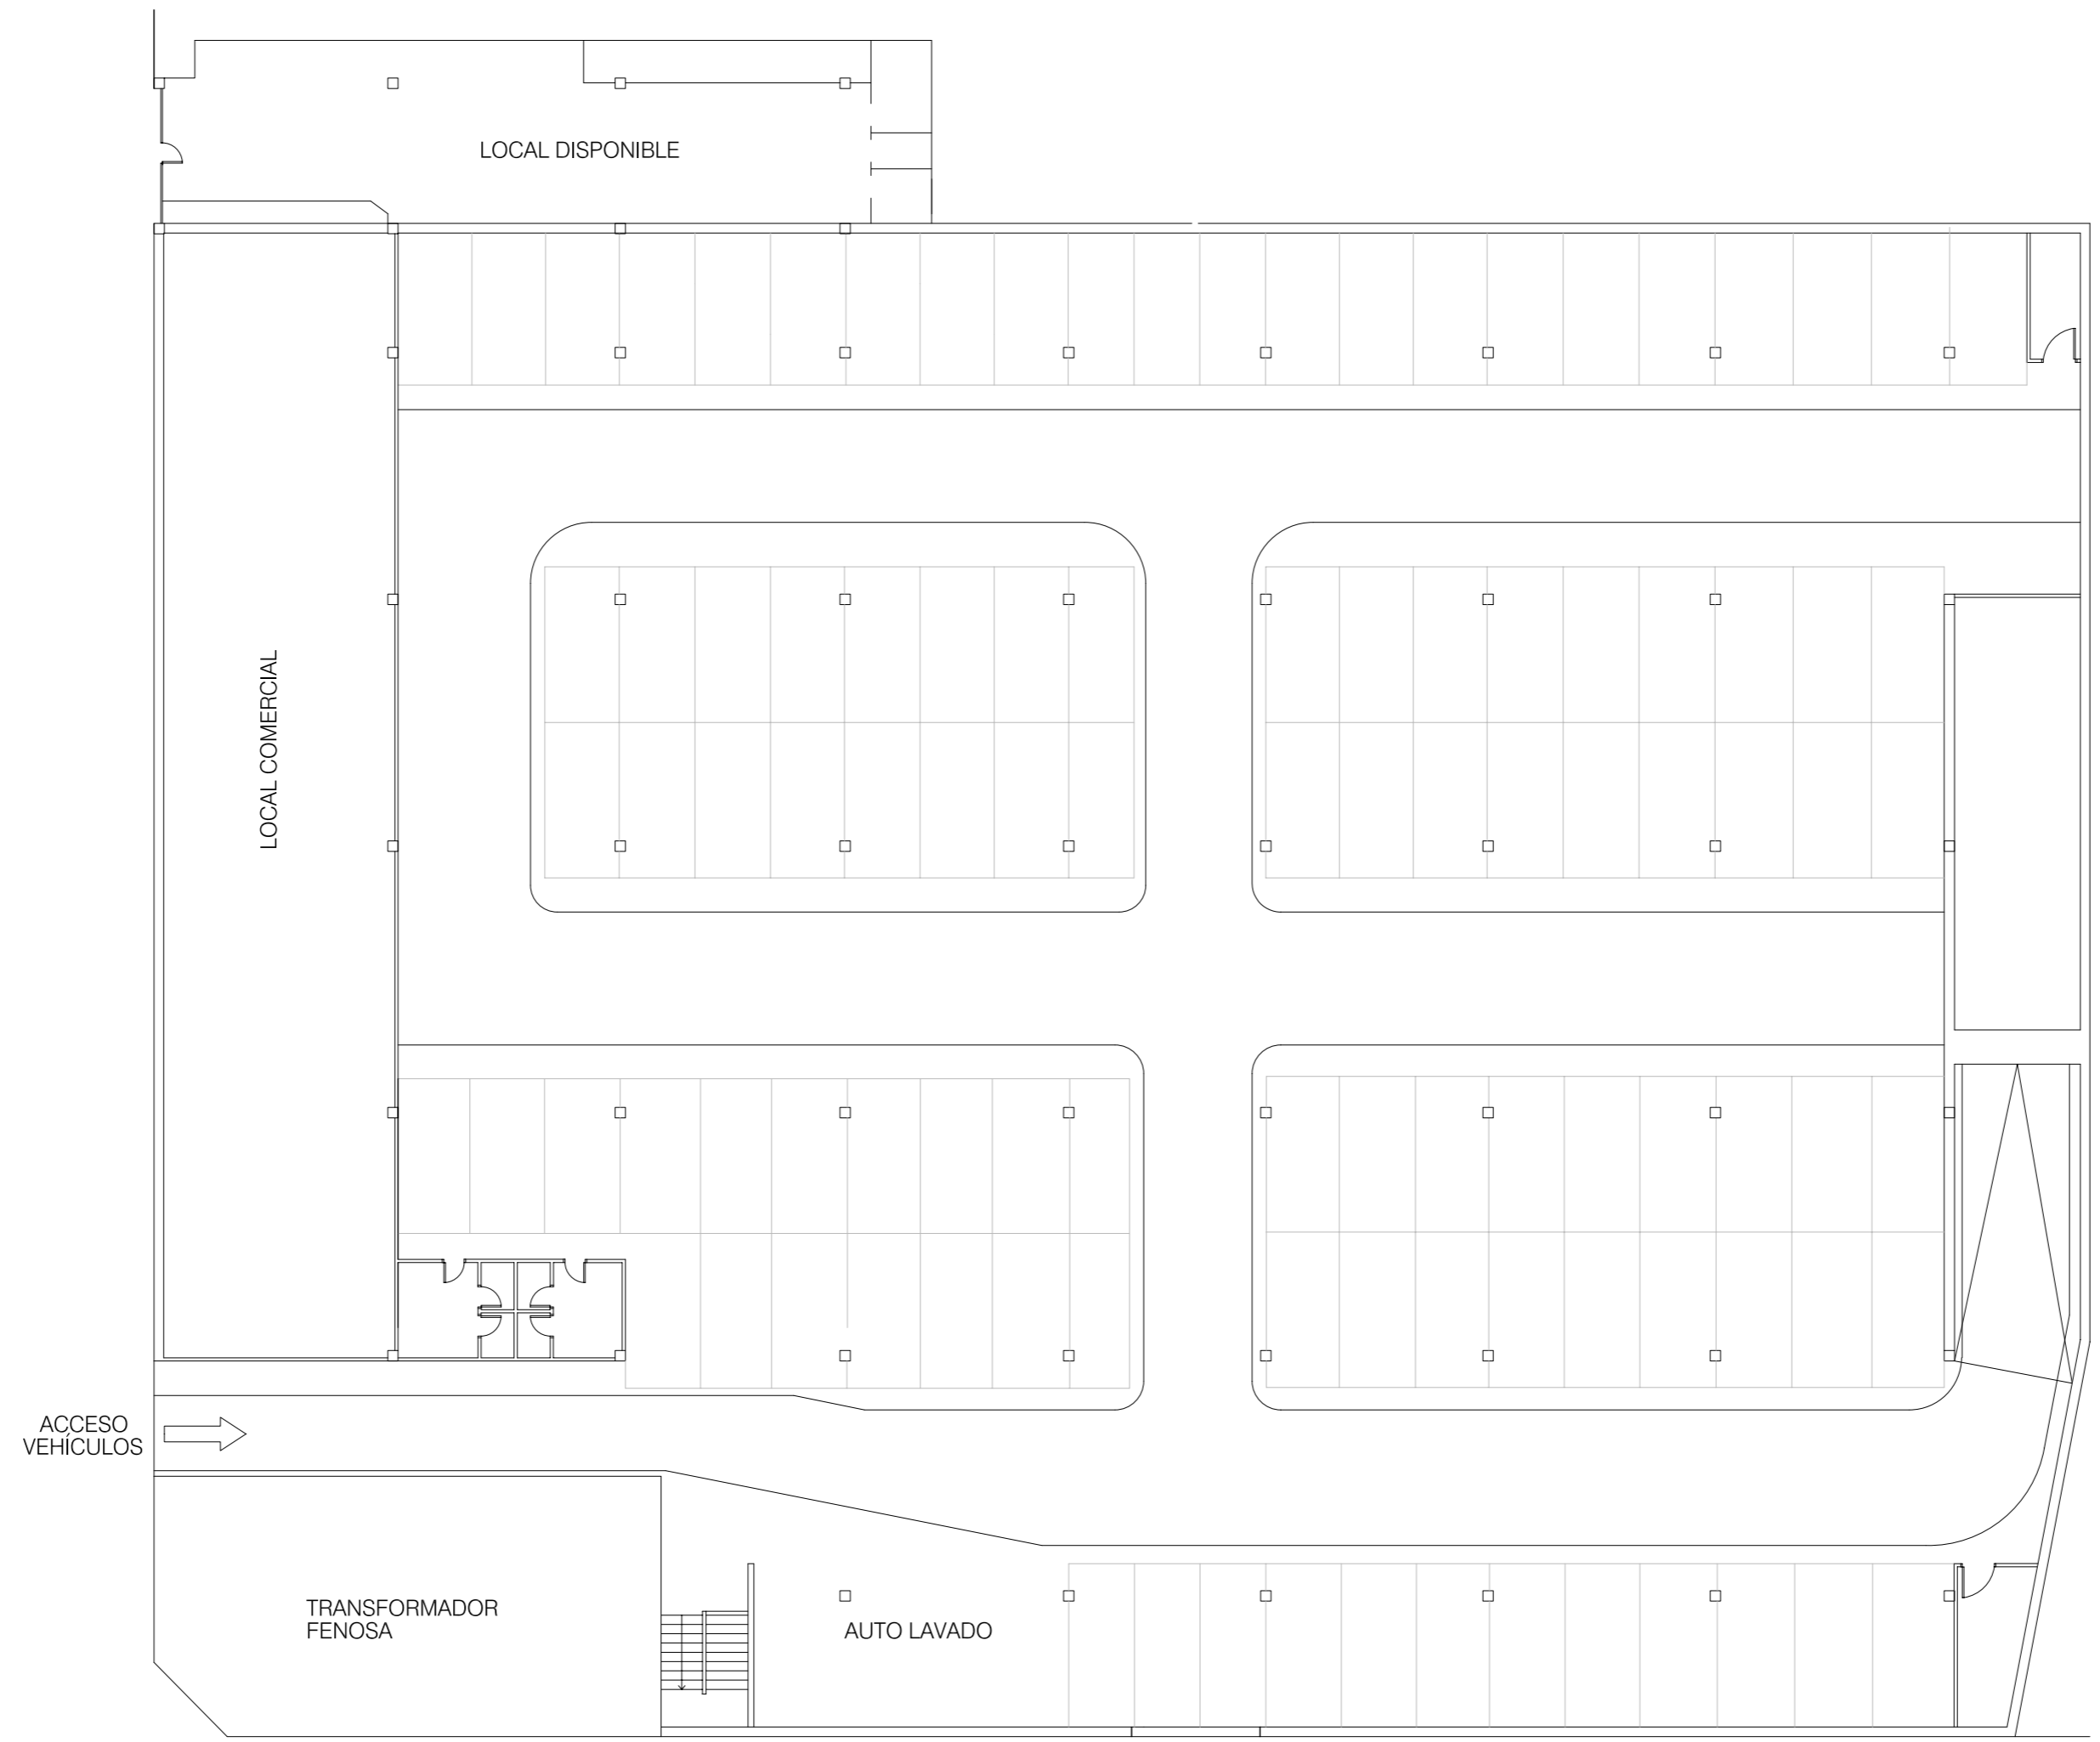 LOCAL DISPONIBLE
LOCAL COMERCIAL
ACCESO
VEHÍCULOS
TRANSFORMADOR
FENOSA
AUTO LAVADO